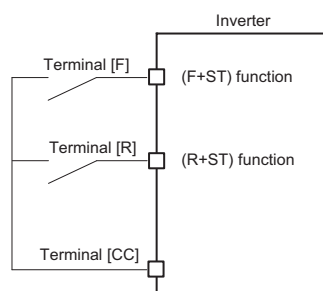 Inverter
Terminal [F]
(F+ST) function
Terminal [R]
(R+ST) function
Terminal [CC]